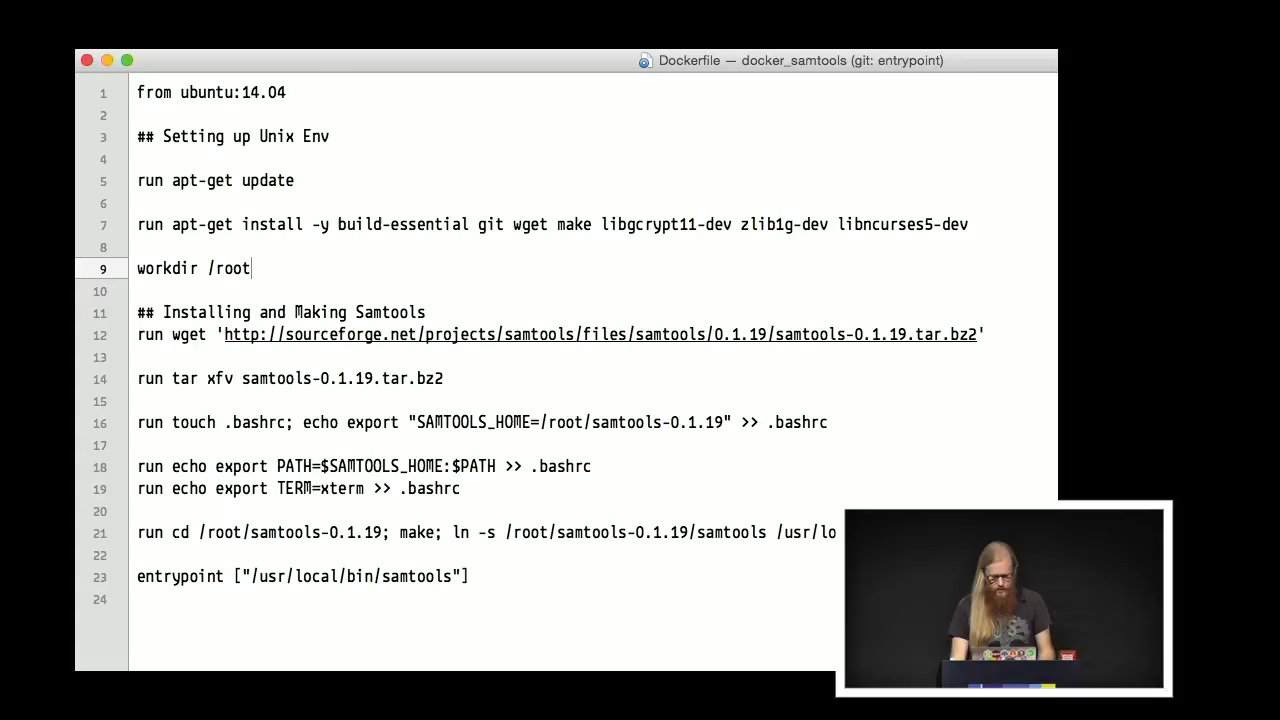 Dockerfile — docker_samtools (git: entrypoint)
1 from ubuntu:14.04
2
3 ## Setting up Unix Env
4
5 run apt-get update
6
7 run apt-get install -y build-essential git wget make libgcrypt11-dev zlib1g-dev libncurses5-dev
8
9 workdir /root
10
11 ## Installing and Making Samtools
12 run wget 'http://sourceforge.net/projects/samtools/files/samtools/0.1.19/samtools-0.1.19.tar.bz2'
13
14 run tar xfv samtools-0.1.19.tar.bz2
15
16 run touch .bashrc; echo export "SAMTOOLS_HOME=/root/samtools-0.1.19" >> .bashrc
17
18 run echo export PATH=$SAMTOOLS_HOME:$PATH >> .bashrc
19 run echo export TERM=xterm >> .bashrc
20
21 run cd /root/samtools-0.1.19; make; ln -s /root/samtools-0.1.19/samtools /usr/lo
22
23 entrypoint ["/usr/local/bin/samtools"]
24